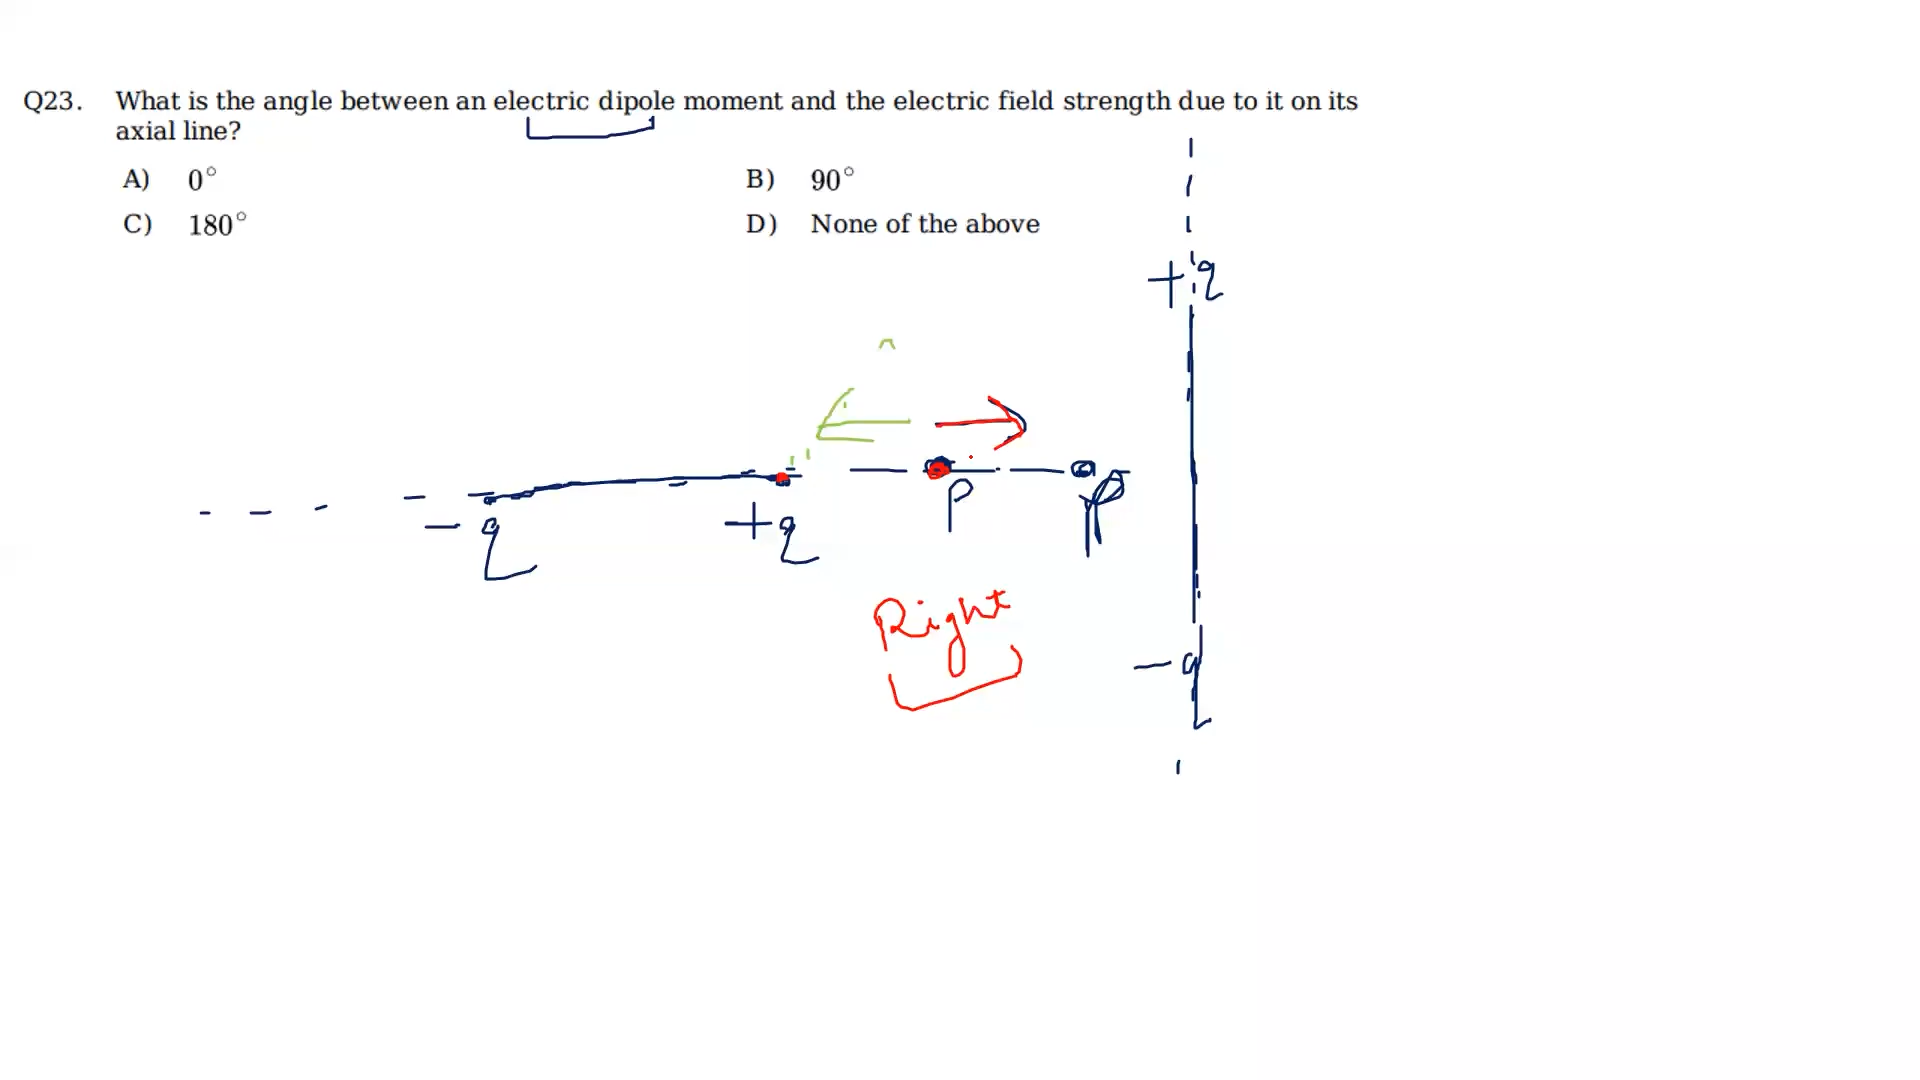 Q23. What is the angle between an electric dipole moment and the electric field strength due to it on its
axial line?
A) 0° B) 90°
C) 180° D) None of the above
+q
-q +q P P
Right
-q